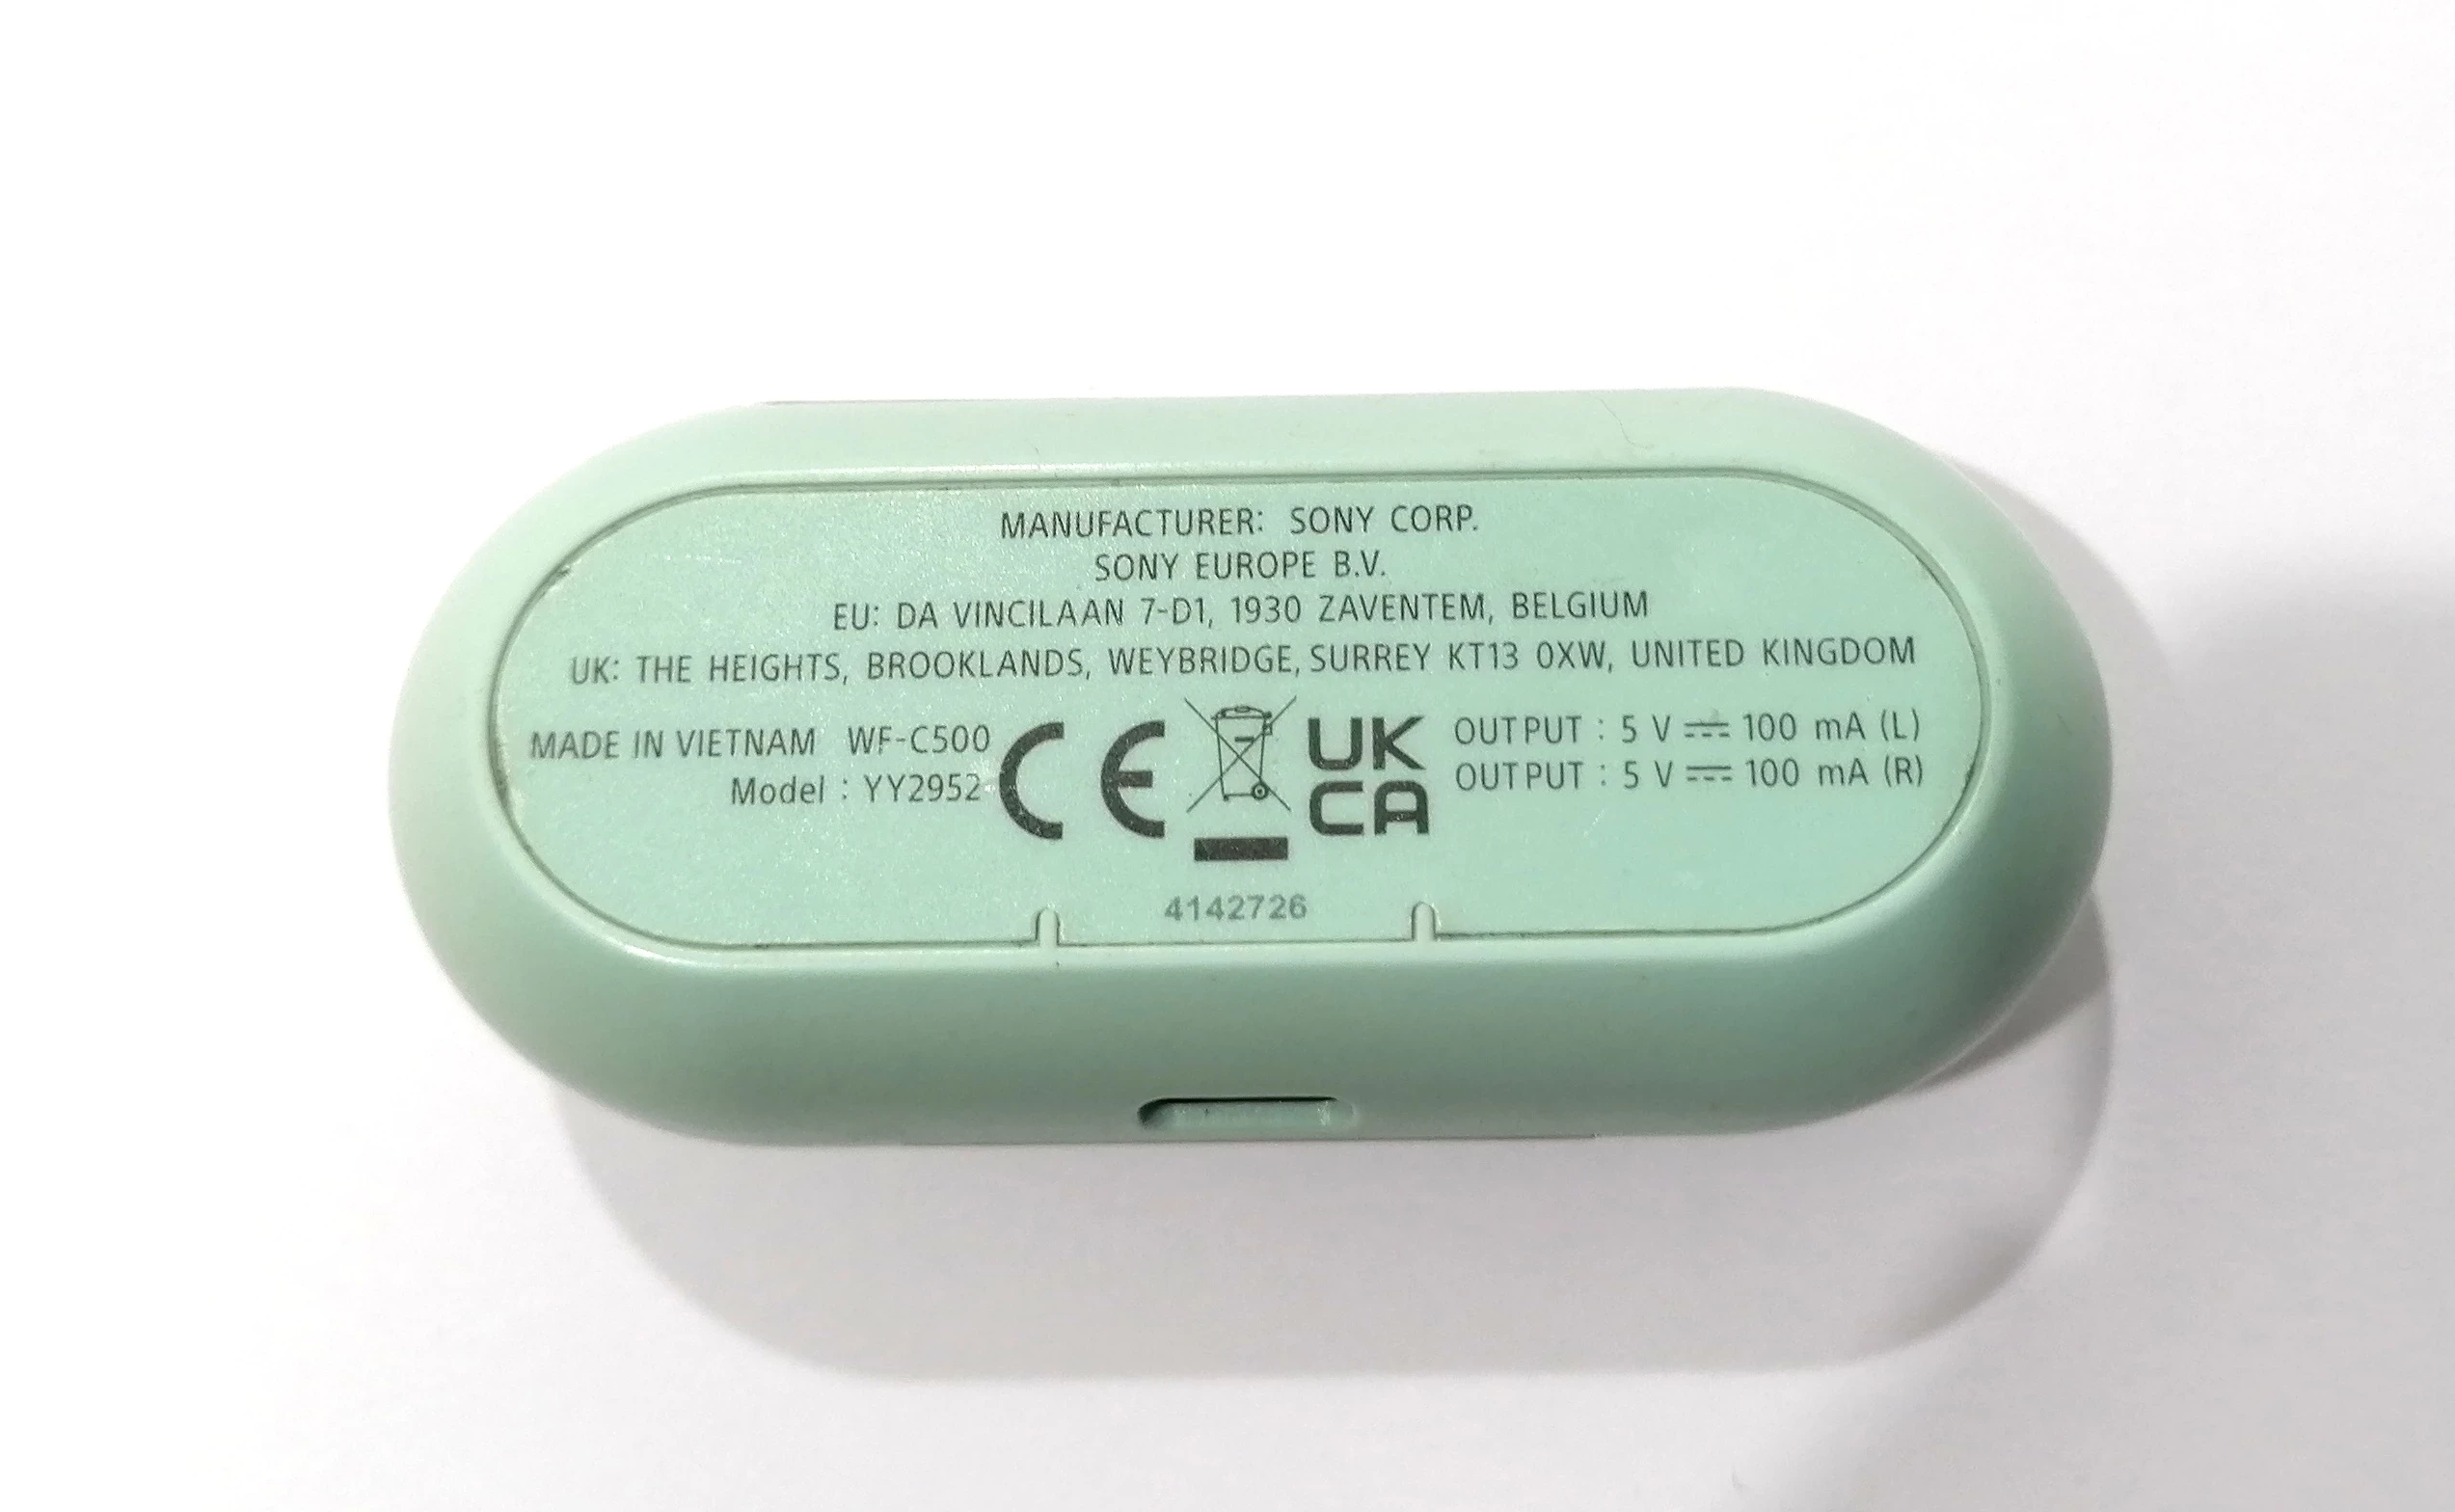 MANUFACTURER: SONY CORP.
SONY EUROPE B.V.
EU: DA VINCILAAN 7-D1, 1930 ZAVENTEM, BELGIUM
UK: THE HEIGHTS, BROOKLANDS, WEYBRIDGE, SURREY KT13 0XW, UNITED KINGDOM
MADE IN VIETNAM WF-C500
Model : YY2952
CE
UK
CA
OUTPUT : 5 V ⎓ 100 mA (L)
OUTPUT : 5 V ⎓ 100 mA (R)
4142726